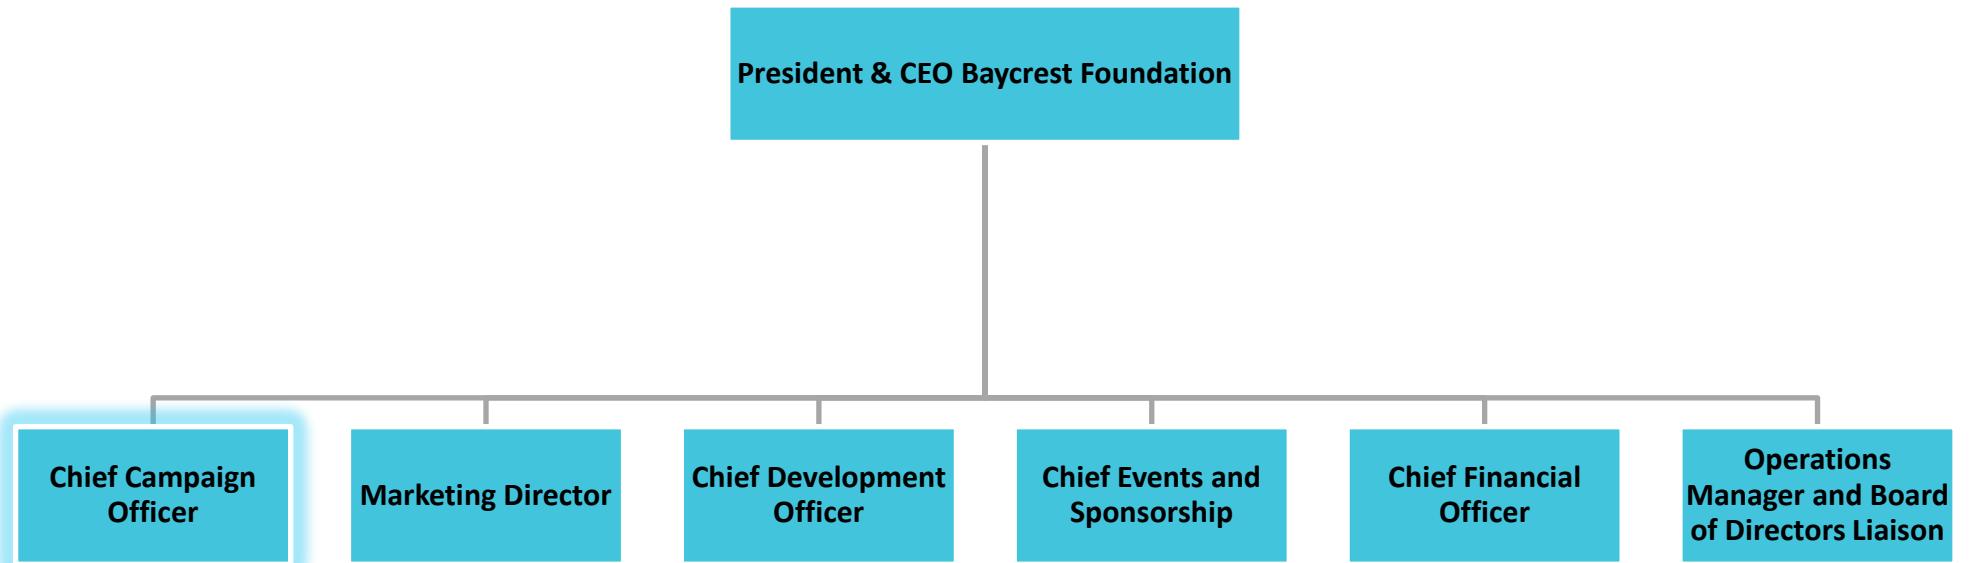 President & CEO Baycrest Foundation
Chief Campaign
Officer
Marketing Director
Chief Development
Officer
Chief Events and
Sponsorship
Chief Financial
Officer
Operations
Manager and Board
of Directors Liaison